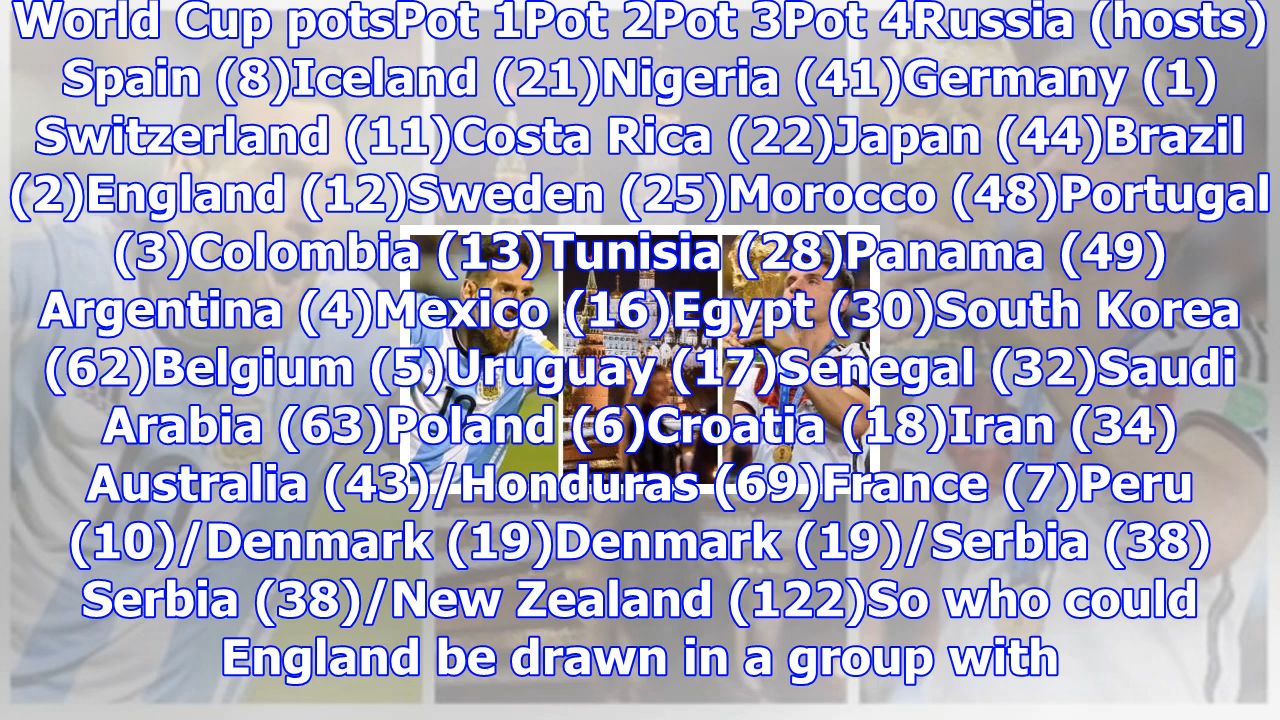 World Cup potsPot 1Pot 2Pot 3Pot 4Russia (hosts)
Spain (8)Iceland (21)Nigeria (41)Germany (1)
Switzerland (11)Costa Rica (22)Japan (44)Brazil
(2)England (12)Sweden (25)Morocco (48)Portugal
(3)Colombia (13)Tunisia (28)Panama (49)
Argentina (4)Mexico (16)Egypt (30)South Korea
(62)Belgium (5)Uruguay (17)Senegal (32)Saudi
Arabia (63)Poland (6)Croatia (18)Iran (34)
Australia (43)/Honduras (69)France (7)Peru
(10)/Denmark (19)Denmark (19)/Serbia (38)
Serbia (38)/New Zealand (122)So who could
England be drawn in a group with